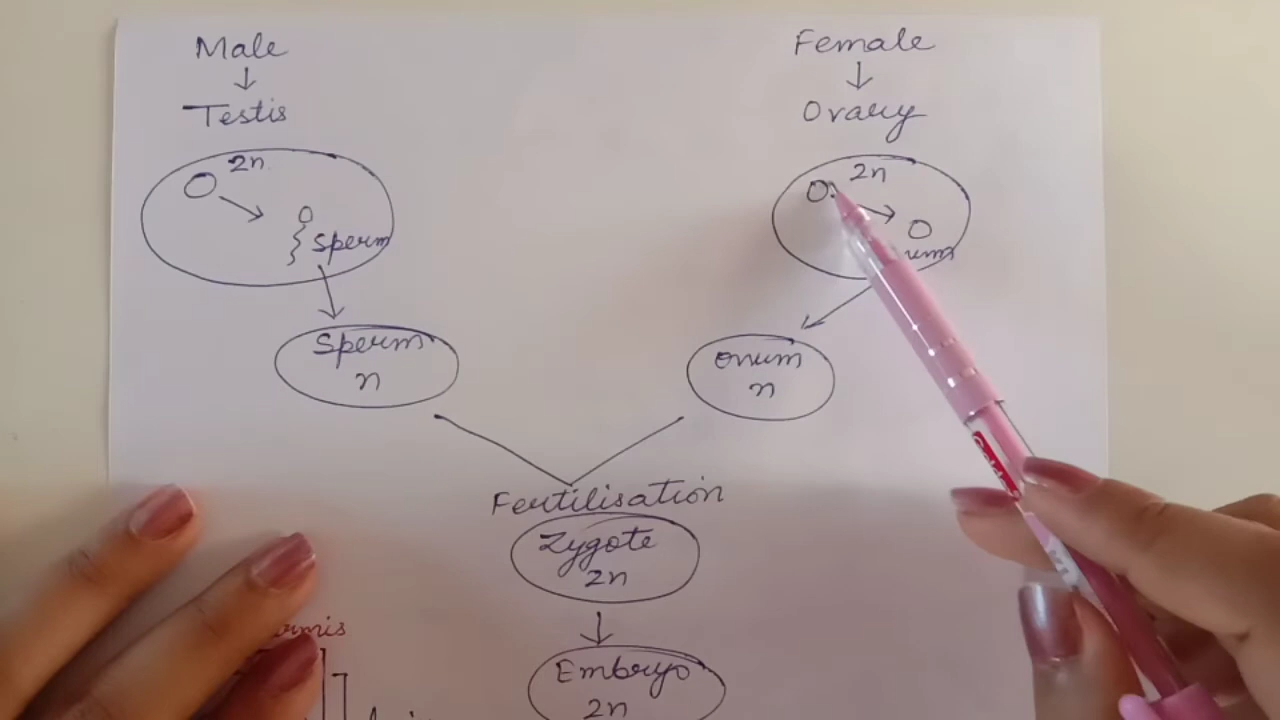 Male
Female
Testis
Ovary
2n
2n
sperm
Sperm
n
ovum
n
Fertilisation
Zygote
2n
Embryo
2n